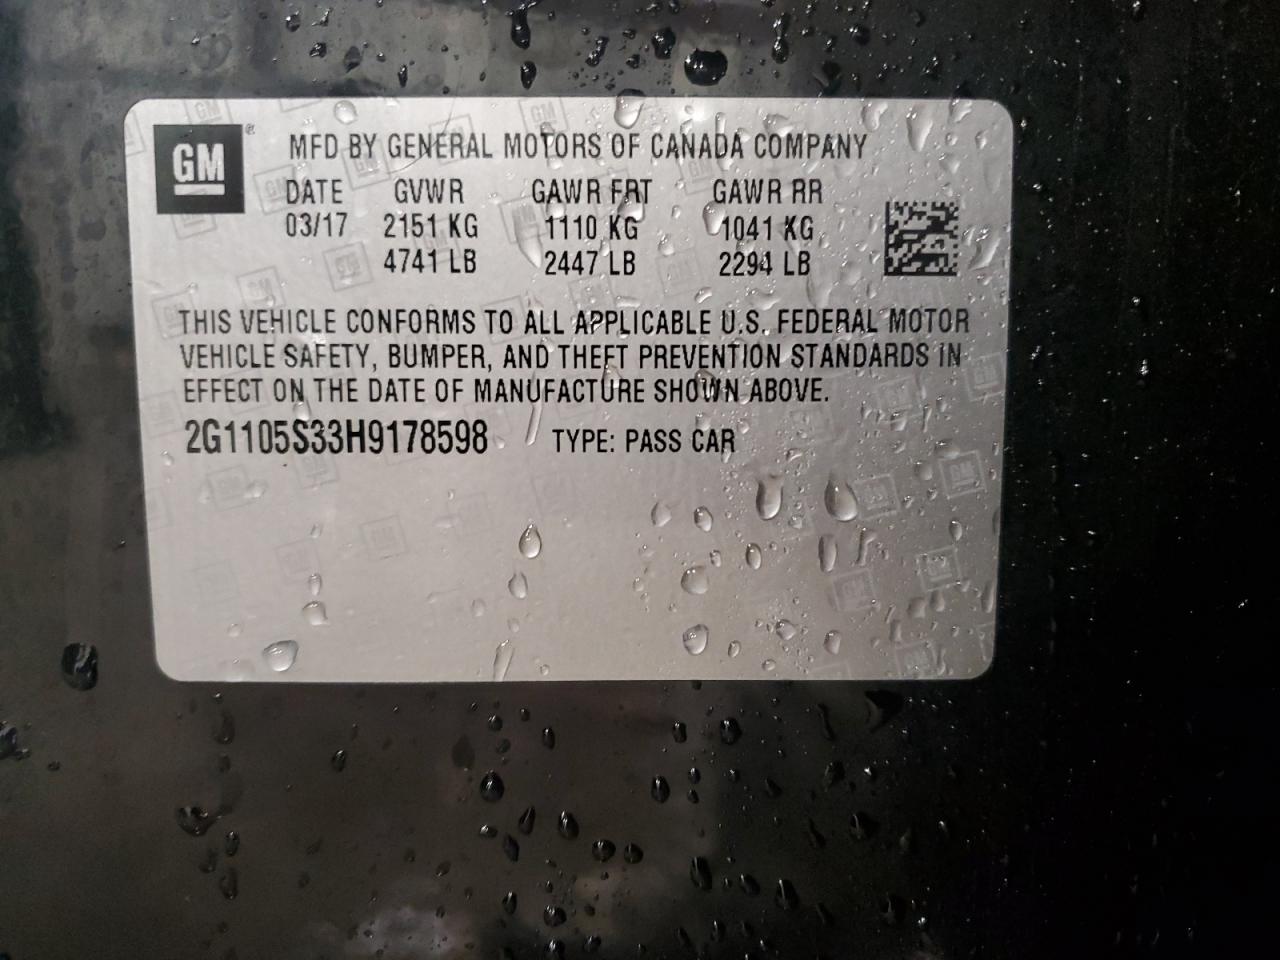 GM ®
MFD BY GENERAL MOTORS OF CANADA COMPANY
DATE GVWR GAWR FRT GAWR RR
03/17 2151 KG 1110 KG 1041 KG
4741 LB 2447 LB 2294 LB
THIS VEHICLE CONFORMS TO ALL APPLICABLE U.S. FEDERAL MOTOR
VEHICLE SAFETY, BUMPER, AND THEFT PREVENTION STANDARDS IN
EFFECT ON THE DATE OF MANUFACTURE SHOWN ABOVE.
2G1105S33H9178598 TYPE: PASS CAR